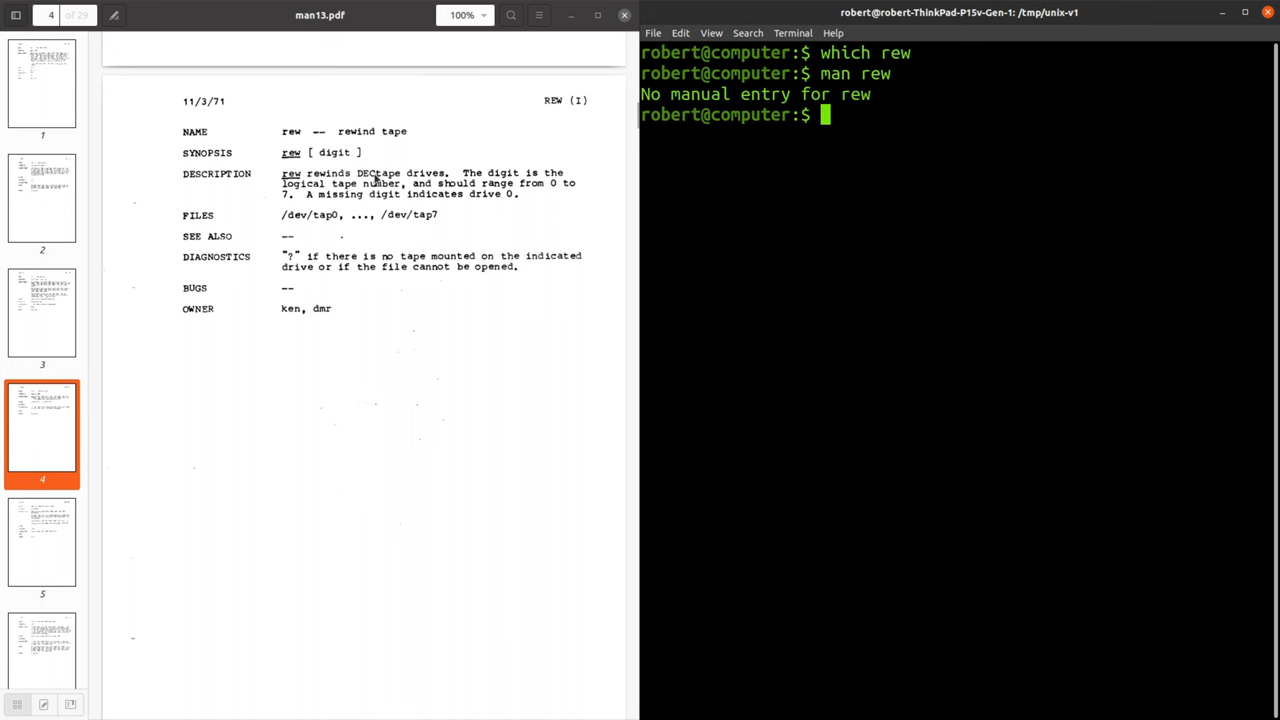 4 of 29
man13.pdf
100%
1
2
3
4
5
11/3/71 REW (I)
NAME rew -- rewind tape
SYNOPSIS rew [ digit ]
DESCRIPTION rew rewinds DECtape drives. The digit is the
logical tape number, and should range from 0 to
7. A missing digit indicates drive 0.
FILES /dev/tap0, ..., /dev/tap7
SEE ALSO --
DIAGNOSTICS "?" if there is no tape mounted on the indicated
drive or if the file cannot be opened.
BUGS --
OWNER ken, dmr
robert@robert-ThinkPad-P15v-Gen-1: /tmp/unix-v1
File Edit View Search Terminal Help
robert@computer:$ which rew
robert@computer:$ man rew
No manual entry for rew
robert@computer:$